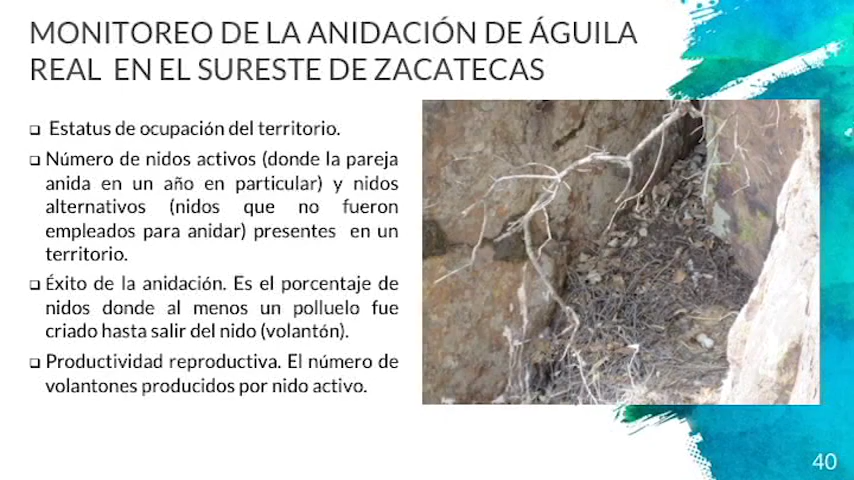 MONITOREO DE LA ANIDACIÓN DE ÁGUILA
REAL EN EL SURESTE DE ZACATECAS
❑ Estatus de ocupación del territorio.
❑ Número de nidos activos (donde la pareja
anida en un año en particular) y nidos
alternativos (nidos que no fueron
empleados para anidar) presentes en un
territorio.
❑ Éxito de la anidación. Es el porcentaje de
nidos donde al menos un polluelo fue
criado hasta salir del nido (volantón).
❑ Productividad reproductiva. El número de
volantones producidos por nido activo.
40